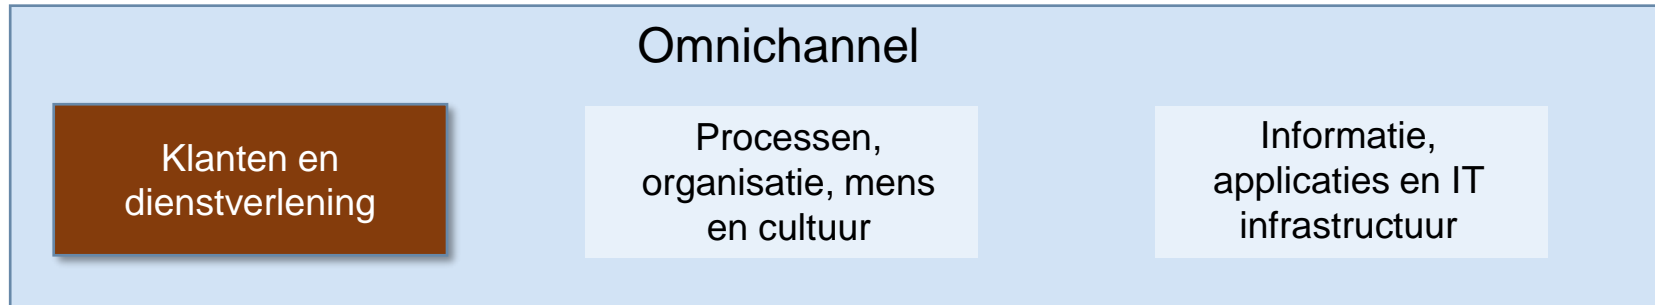 Omnichannel
Klanten en
dienstverlening
Processen,
organisatie, mens
en cultuur
Informatie,
applicaties en IT
infrastructuur